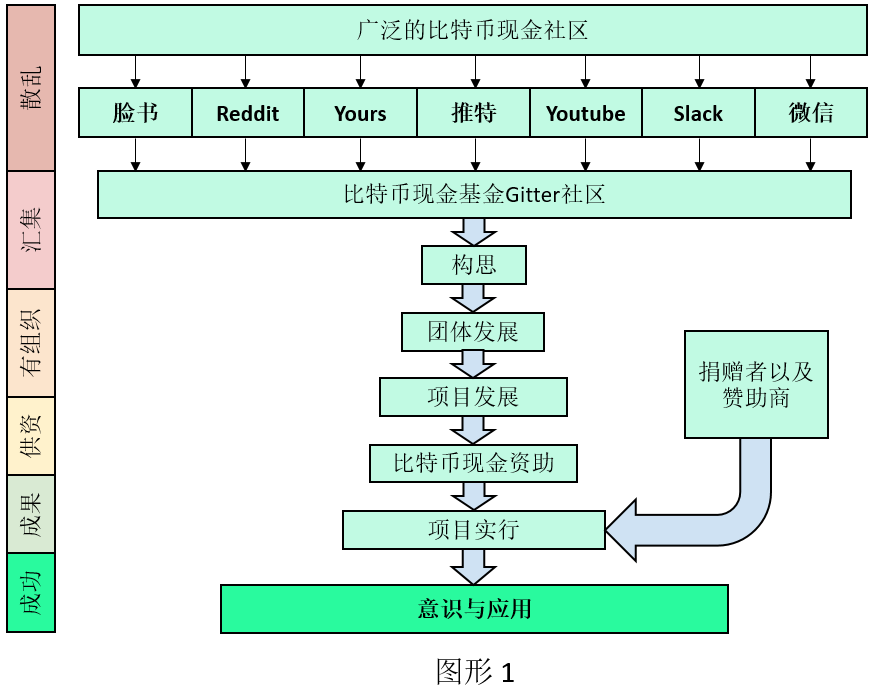 散乱
汇集
有组织
供资
成果
成功
广泛的比特币现金社区
脸书
Reddit
Yours
推特
Youtube
Slack
微信
比特币现金基金Gitter社区
构思
团体发展
项目发展
比特币现金资助
项目实行
捐赠者以及
赞助商
意识与应用
图形 1